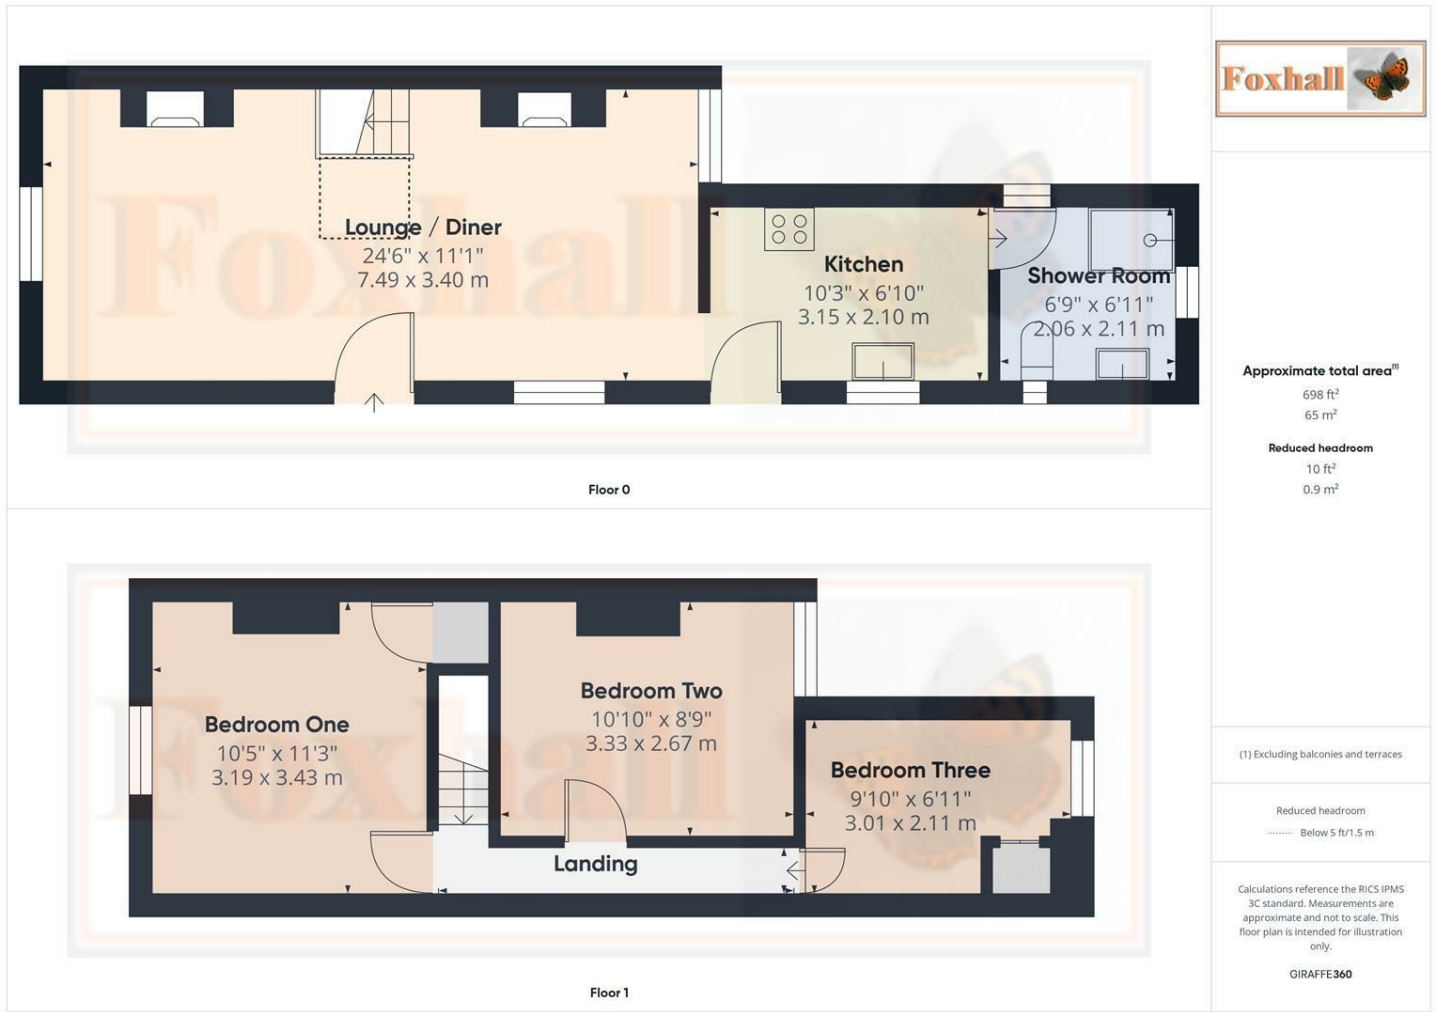 Lounge / Diner
24'6" x 11'1"
7.49 x 3.40 m
Kitchen
10'3" x 6'10"
3.15 x 2.10 m
Shower Room
6'9" x 6'11"
2.06 x 2.11 m
Foxhall
Floor 0
Bedroom One
10'5" x 11'3"
3.19 x 3.43 m
Bedroom Two
10'10" x 8'9"
3.33 x 2.67 m
Bedroom Three
9'10" x 6'11"
3.01 x 2.11 m
Landing
Foxhall
Floor 1
Foxhall
Approximate total area⁽¹⁾
698 ft²
65 m²
Reduced headroom
10 ft²
0.9 m²
(1) Excluding balconies and terraces
Reduced headroom
Below 5 ft/1.5 m
Calculations reference the RICS IPMS
3C standard. Measurements are
approximate and not to scale. This
floor plan is intended for illustration
only.
GIRAFFE360